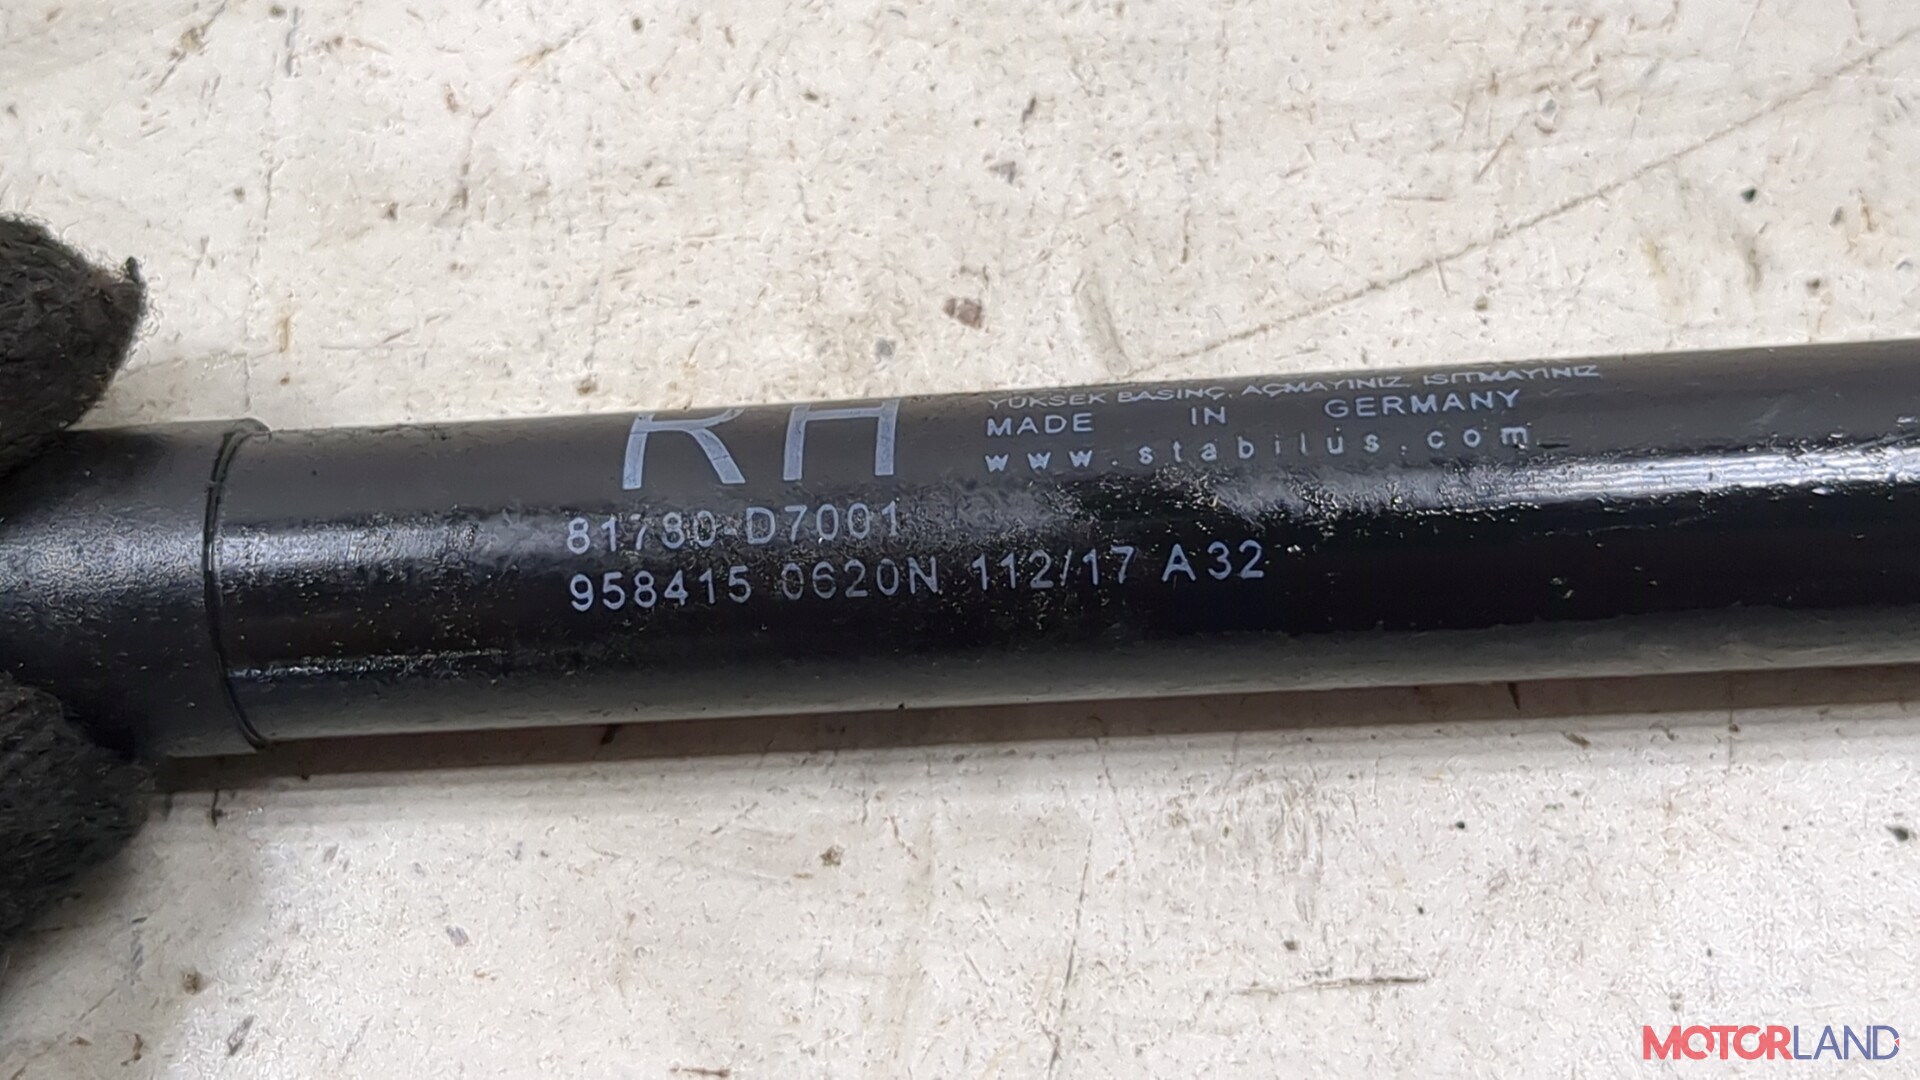 RH
YÜKSEK BASINÇ, AÇMAYINIZ, ISITMAYINIZ
MADE IN GERMANY
www.stabilus.com
81780-D7001
958415 0620N 112/17 A32
MOTORLAND